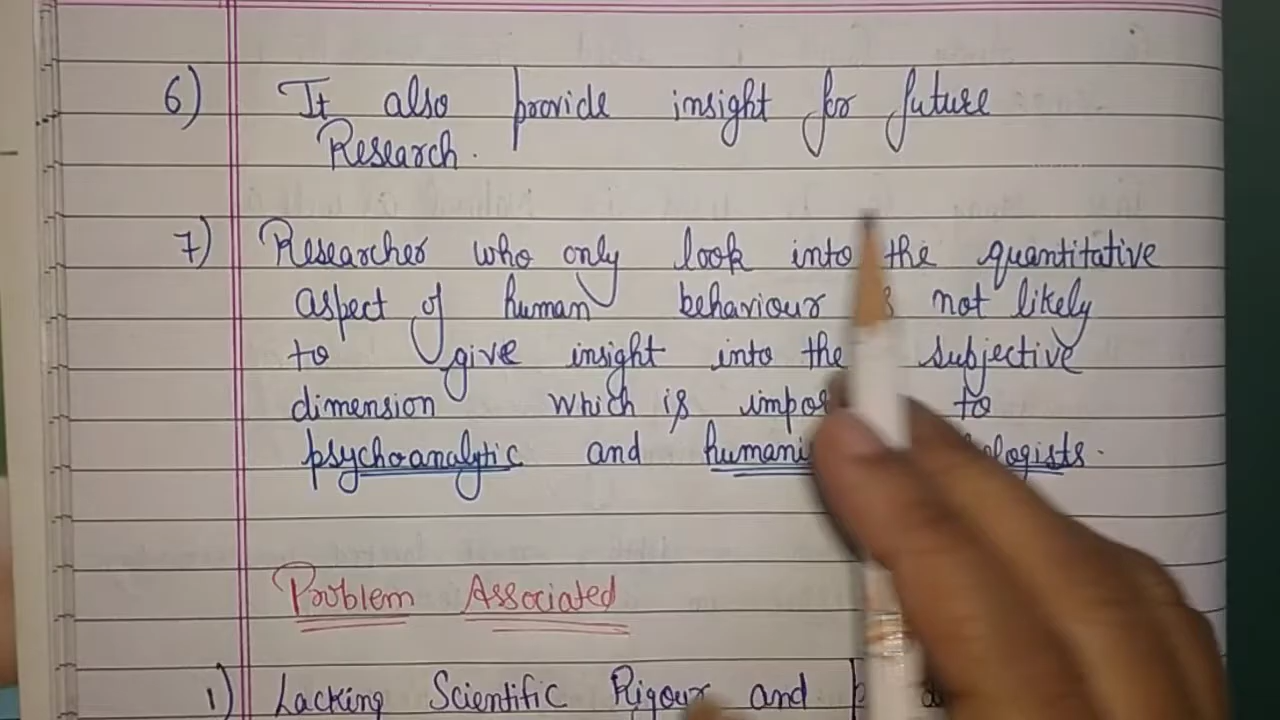 6) It also provide insight for future
Research.
7) Researcher who only look into the quantitative
aspect of human behaviour not likely
to give insight into the subjective
dimension which is to
psychoanalytic and
Problem Associated
1) Lacking Scientific Rigour and